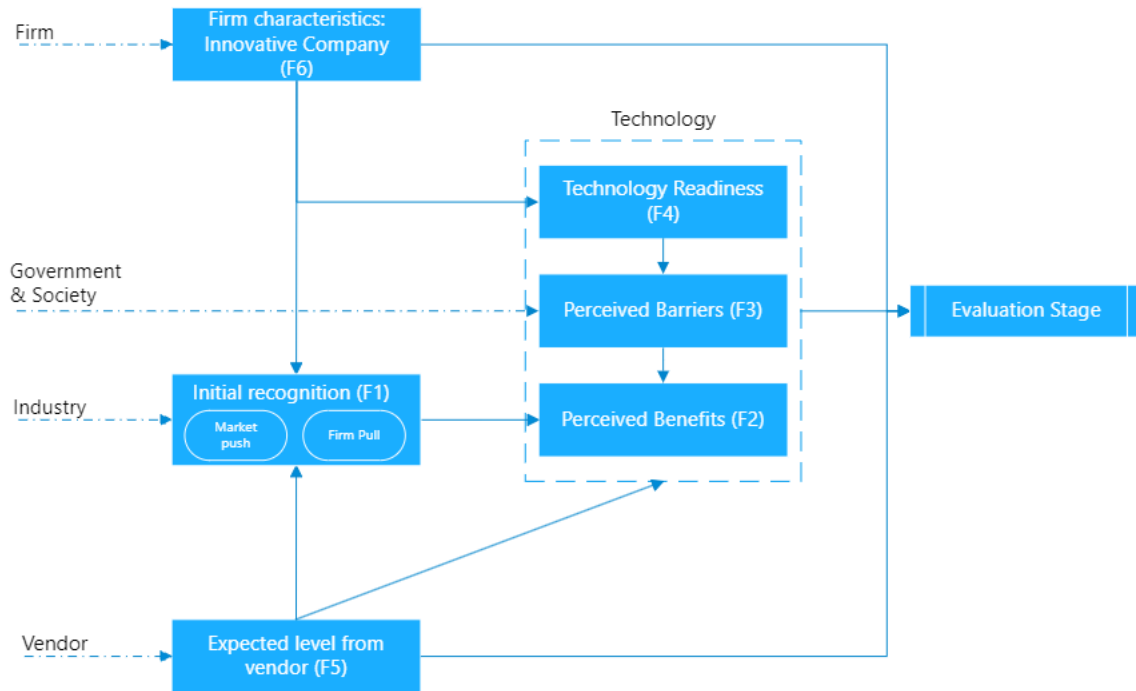 Firm
Firm characteristics:
Innovative Company
(F6)
Technology
Technology Readiness
(F4)
Government
& Society
Perceived Barriers (F3)
Evaluation Stage
Industry
Initial recognition (F1)
Market
push
Firm Pull
Perceived Benefits (F2)
Vendor
Expected level from
vendor (F5)